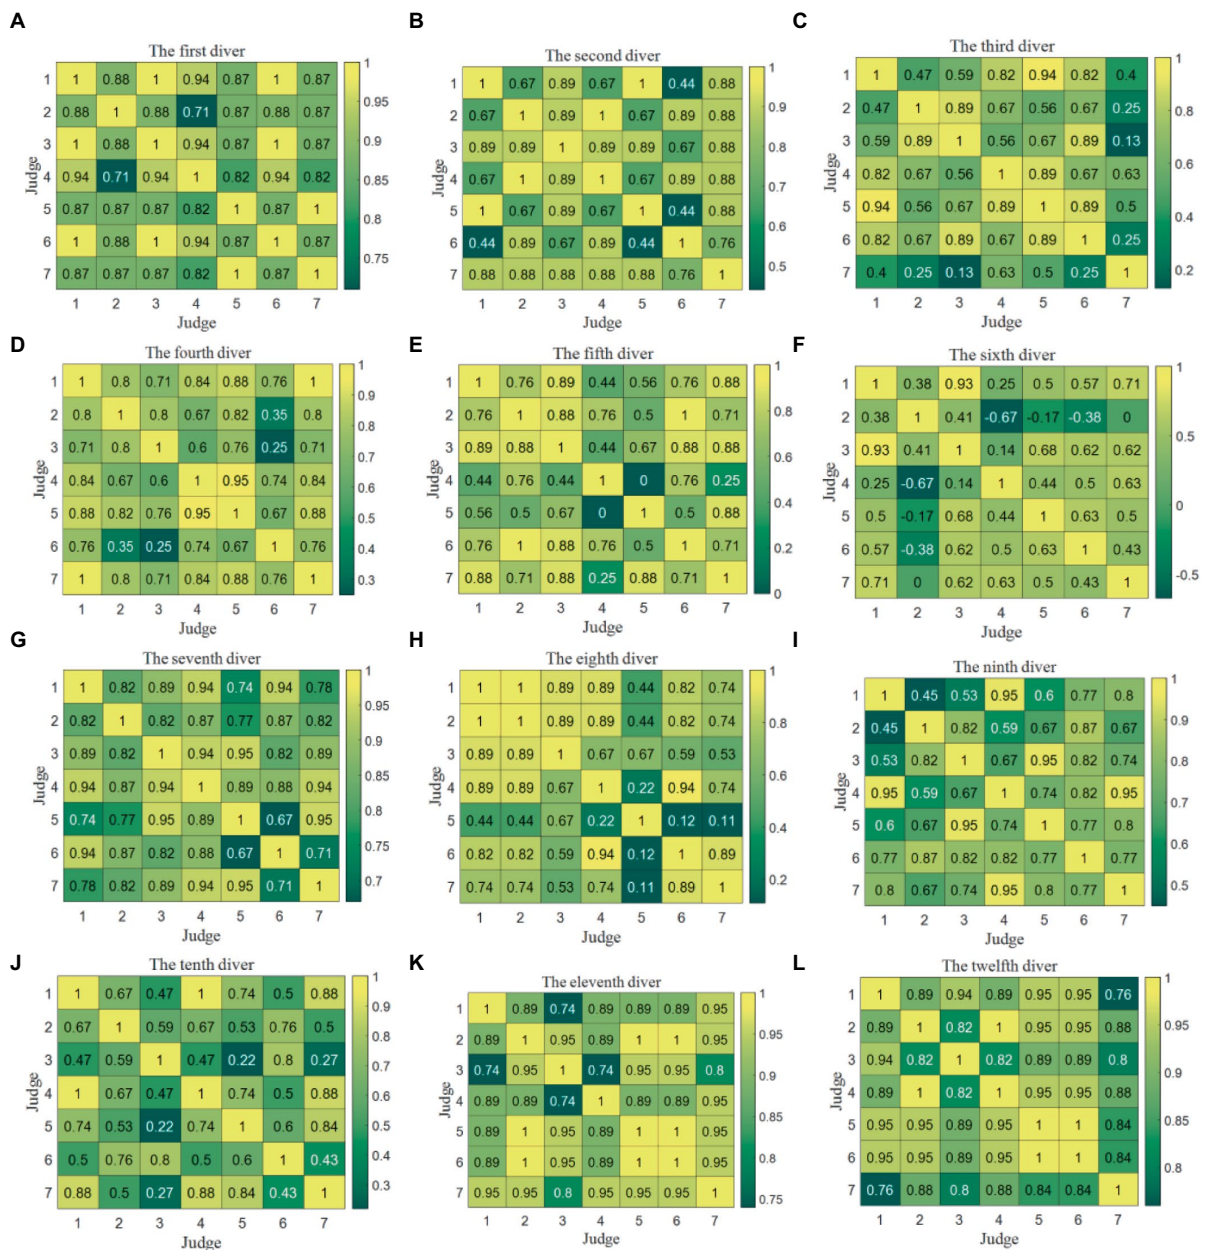 A
The first diver
1 1 0.88 1 0.94 0.87 1 0.87 1
2 0.88 1 0.88 0.71 0.87 0.88 0.87 0.95
3 1 0.88 1 0.94 0.87 1 0.87 0.9
4 0.94 0.71 0.94 1 0.82 0.94 0.82 0.85
5 0.87 0.87 0.87 0.82 1 0.87 1 0.8
6 1 0.88 1 0.94 0.87 1 0.87 0.75
7 0.87 0.87 0.87 0.82 1 0.87 1
Judge
1 2 3 4 5 6 7
Judge
B
The second diver
1 1 0.67 0.89 0.67 1 0.44 0.88 1
2 0.67 1 0.89 1 0.67 0.89 0.88 0.9
3 0.89 0.89 1 0.89 0.89 0.67 0.88 0.8
4 0.67 1 0.89 1 0.67 0.89 0.88 0.7
5 1 0.67 0.89 0.67 1 0.44 0.88 0.6
6 0.44 0.89 0.67 0.89 0.44 1 0.76 0.5
7 0.88 0.88 0.88 0.88 0.88 0.76 1
Judge
1 2 3 4 5 6 7
Judge
C
The third diver
1 1 0.47 0.59 0.82 0.94 0.82 0.4 1
2 0.47 1 0.89 0.67 0.56 0.67 0.25 0.8
3 0.59 0.89 1 0.56 0.67 0.89 0.13 0.6
4 0.82 0.67 0.56 1 0.89 0.67 0.63
5 0.94 0.56 0.67 0.89 1 0.89 0.5 0.4
6 0.82 0.67 0.89 0.67 0.89 1 0.25
7 0.4 0.25 0.13 0.63 0.5 0.25 1 0.2
Judge
1 2 3 4 5 6 7
Judge
D
The fourth diver
1 1 0.8 0.71 0.84 0.88 0.76 1 1
2 0.8 1 0.8 0.67 0.82 0.35 0.8 0.9
3 0.71 0.8 1 0.6 0.76 0.25 0.71 0.8
4 0.84 0.67 0.6 1 0.95 0.74 0.84 0.7
5 0.88 0.82 0.76 0.95 1 0.67 0.88 0.6
6 0.76 0.35 0.25 0.74 0.67 1 0.76 0.5
7 1 0.8 0.71 0.84 0.88 0.76 1 0.4
0.3
Judge
1 2 3 4 5 6 7
Judge
E
The fifth diver
1 1 0.76 0.89 0.44 0.56 0.76 0.88 1
2 0.76 1 0.88 0.76 0.5 1 0.71 0.8
3 0.89 0.88 1 0.44 0.67 0.88 0.88 0.6
4 0.44 0.76 0.44 1 0 0.76 0.25
5 0.56 0.5 0.67 0 1 0.5 0.88 0.4
6 0.76 1 0.88 0.76 0.5 1 0.71 0.2
7 0.88 0.71 0.88 0.25 0.88 0.71 1 0
Judge
1 2 3 4 5 6 7
Judge
F
The sixth diver
1 1 0.38 0.93 0.25 0.5 0.57 0.71 1
2 0.38 1 0.41 -0.67 -0.17 -0.38 0 0.5
3 0.93 0.41 1 0.14 0.68 0.62 0.62
4 0.25 -0.67 0.14 1 0.44 0.5 0.63 0
5 0.5 -0.17 0.68 0.44 1 0.63 0.5
6 0.57 -0.38 0.62 0.5 0.63 1 0.43
7 0.71 0 0.62 0.63 0.5 0.43 1 -0.5
Judge
1 2 3 4 5 6 7
Judge
G
The seventh diver
1 1 0.82 0.89 0.94 0.74 0.94 0.78 1
2 0.82 1 0.82 0.87 0.77 0.87 0.82 0.95
3 0.89 0.82 1 0.94 0.95 0.82 0.89 0.9
4 0.94 0.87 0.94 1 0.89 0.88 0.94 0.85
5 0.74 0.77 0.95 0.89 1 0.67 0.95 0.8
6 0.94 0.87 0.82 0.88 0.67 1 0.71 0.75
7 0.78 0.82 0.89 0.94 0.95 0.71 1 0.7
Judge
1 2 3 4 5 6 7
Judge
H
The eighth diver
1 1 1 0.89 0.89 0.44 0.82 0.74 1
2 1 1 0.89 0.89 0.44 0.82 0.74 0.8
3 0.89 0.89 1 0.67 0.67 0.59 0.53
4 0.89 0.89 0.67 1 0.22 0.94 0.74 0.6
5 0.44 0.44 0.67 0.22 1 0.12 0.11 0.4
6 0.82 0.82 0.59 0.94 0.12 1 0.89
7 0.74 0.74 0.53 0.74 0.11 0.89 1 0.2
Judge
1 2 3 4 5 6 7
Judge
I
The ninth diver
1 1 0.45 0.53 0.95 0.6 0.77 0.8 1
2 0.45 1 0.82 0.59 0.67 0.87 0.67 0.9
3 0.53 0.82 1 0.67 0.95 0.82 0.74 0.8
4 0.95 0.59 0.67 1 0.74 0.82 0.95 0.7
5 0.6 0.67 0.95 0.74 1 0.77 0.8 0.6
6 0.77 0.87 0.82 0.82 0.77 1 0.77
7 0.8 0.67 0.74 0.95 0.8 0.77 1 0.5
Judge
1 2 3 4 5 6 7
Judge
J
The tenth diver
1 1 0.67 0.47 1 0.74 0.5 0.88 1
2 0.67 1 0.59 0.67 0.53 0.76 0.5 0.9
3 0.47 0.59 1 0.47 0.22 0.8 0.27 0.8
4 1 0.67 0.47 1 0.74 0.5 0.88 0.7
5 0.74 0.53 0.22 0.74 1 0.6 0.84 0.6
6 0.5 0.76 0.8 0.5 0.6 1 0.43 0.5
7 0.88 0.5 0.27 0.88 0.84 0.43 1 0.4
0.3
Judge
1 2 3 4 5 6 7
Judge
K
The eleventh diver
1 1 0.89 0.74 0.89 0.89 0.89 0.95 1
2 0.89 1 0.95 0.89 1 1 0.95 0.95
3 0.74 0.95 1 0.74 0.95 0.95 0.8 0.9
4 0.89 0.89 0.74 1 0.89 0.89 0.95 0.85
5 0.89 1 0.95 0.89 1 1 0.95
6 0.89 1 0.95 0.89 1 1 0.95 0.8
7 0.95 0.95 0.8 0.95 0.95 0.95 1 0.75
Judge
1 2 3 4 5 6 7
Judge
L
The twelfth diver
1 1 0.89 0.94 0.89 0.95 0.95 0.76 1
2 0.89 1 0.82 1 0.95 0.95 0.88 0.95
3 0.94 0.82 1 0.82 0.89 0.89 0.8 0.9
4 0.89 1 0.82 1 0.95 0.95 0.88
5 0.95 0.95 0.89 0.95 1 1 0.84 0.85
6 0.95 0.95 0.89 0.95 1 1 0.84 0.8
7 0.76 0.88 0.8 0.88 0.84 0.84 1
Judge
1 2 3 4 5 6 7
Judge